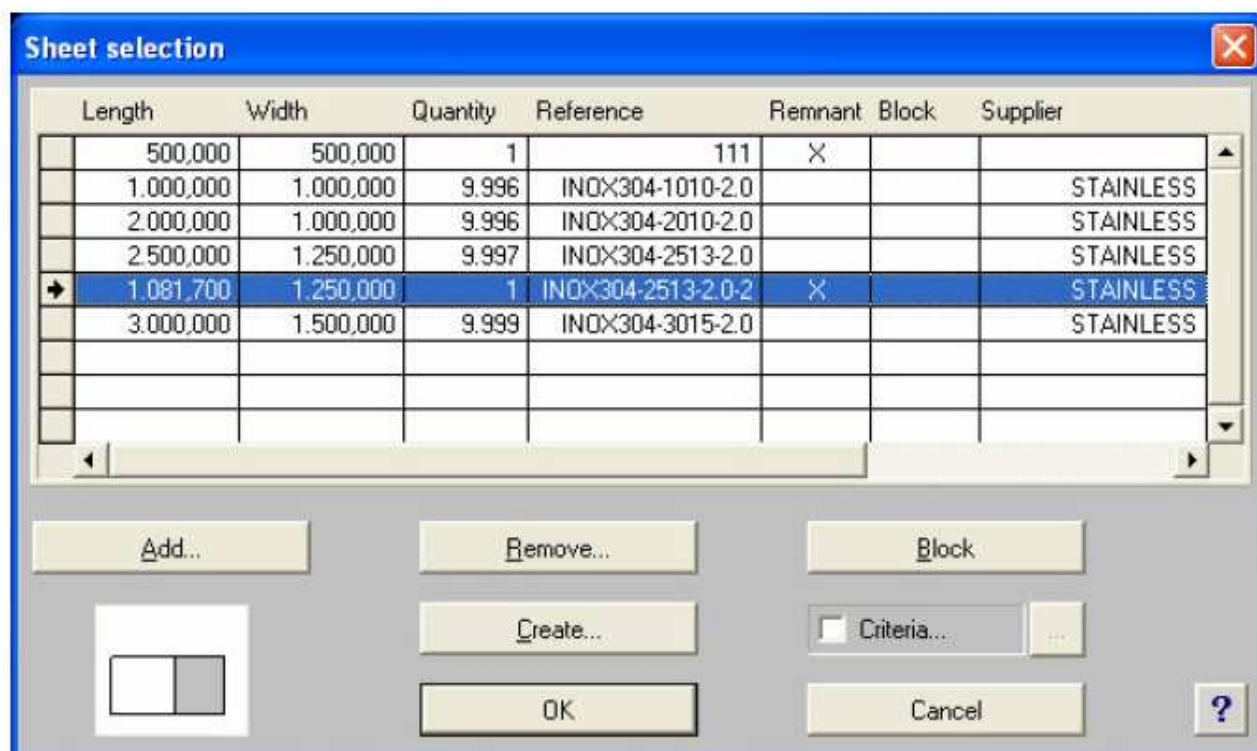 Sheet selection
Length Width Quantity Reference Remnant Block Supplier
500,000 500,000 1 111 X
1.000,000 1.000,000 9.996 INOX304-1010-2.0 STAINLESS
2.000,000 1.000,000 9.996 INOX304-2010-2.0 STAINLESS
2.500,000 1.250,000 9.997 INOX304-2513-2.0 STAINLESS
1.081,700 1.250,000 1 INOX304-2513-2.0-2 X STAINLESS
3.000,000 1.500,000 9.999 INOX304-3015-2.0 STAINLESS
Add... Remove... Block
Create... Criteria... ...
OK Cancel ?